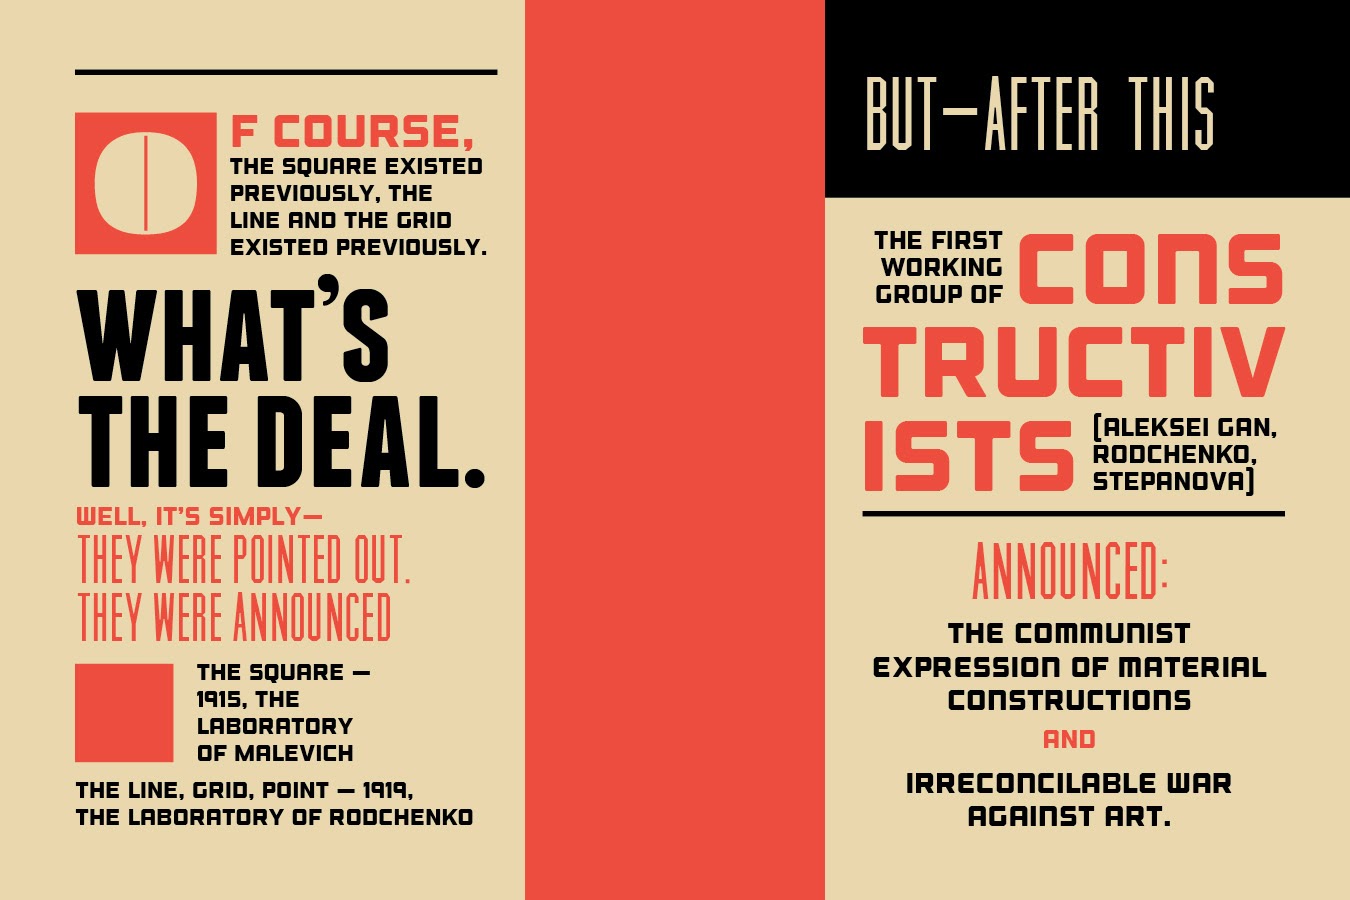 OF COURSE,
THE SQUARE EXISTED
PREVIOUSLY, THE
LINE AND THE GRID
EXISTED PREVIOUSLY.
WHAT'S
THE DEAL.
WELL, IT'S SIMPLY—
THEY WERE POINTED OUT.
THEY WERE ANNOUNCED
THE SQUARE —
1915, THE
LABORATORY
OF MALEVICH
THE LINE, GRID, POINT — 1919,
THE LABORATORY OF RODCHENKO
BUT—AFTER THIS
THE FIRST
WORKING
GROUP OF
CONS
TRUCTIV
ISTS
[ALEKSEI GAN,
RODCHENKO,
STEPANOVA]
ANNOUNCED:
THE COMMUNIST
EXPRESSION OF MATERIAL
CONSTRUCTIONS
AND
IRRECONCILABLE WAR
AGAINST ART.